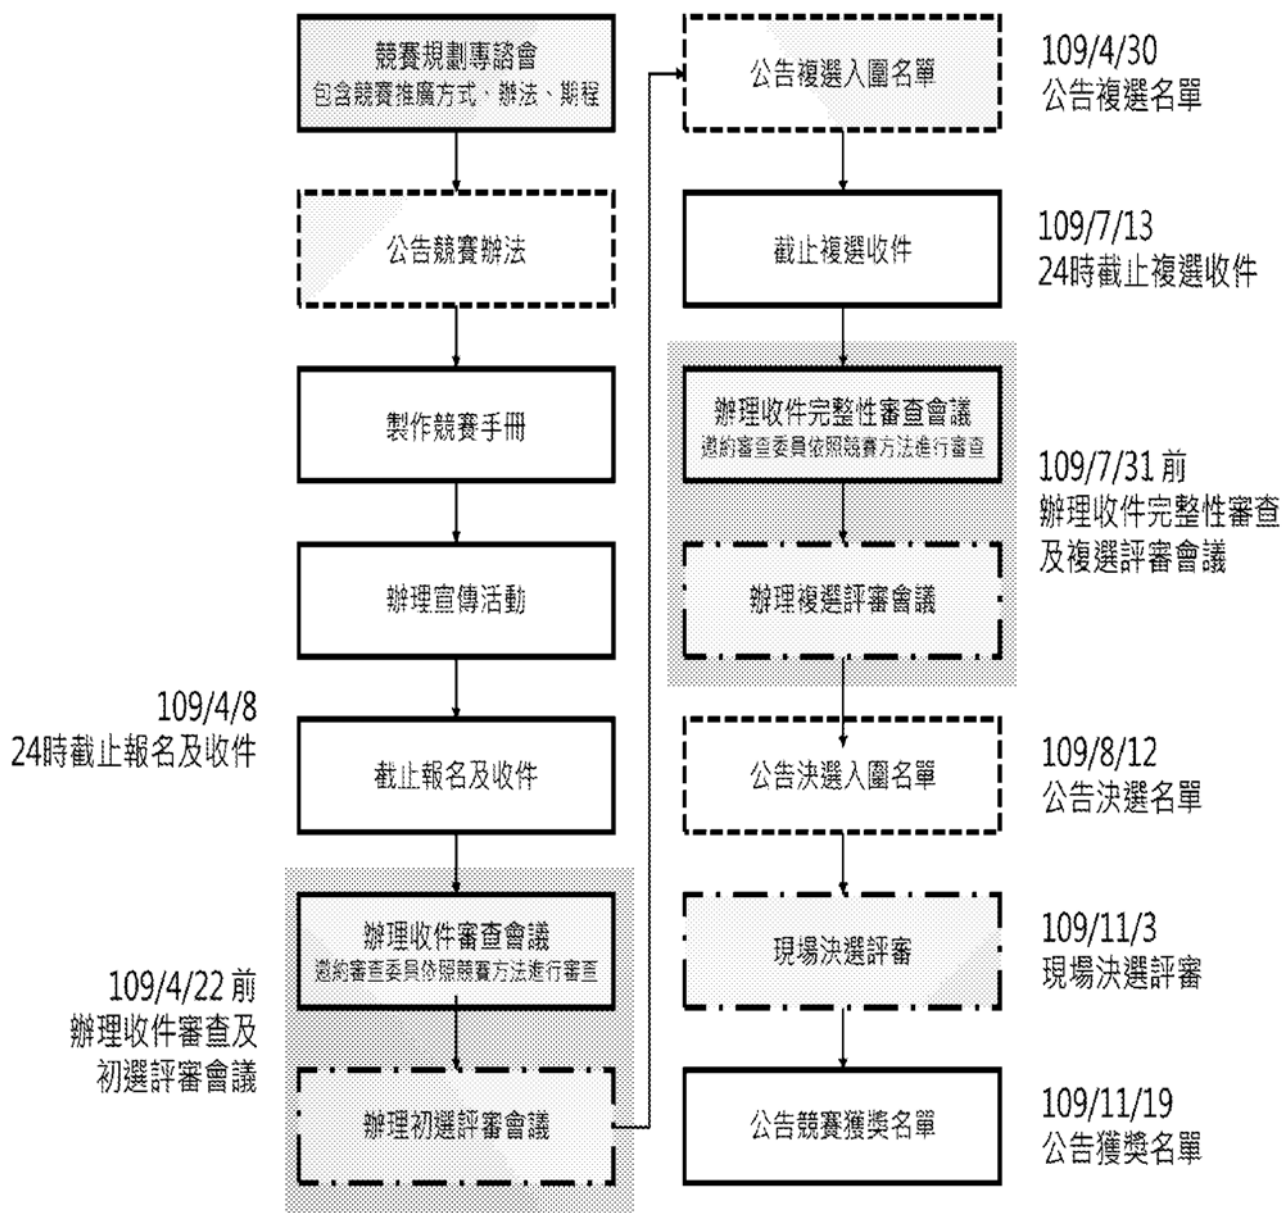 競賽規劃專諮會
包含競賽推廣方式、辦法、期程
公告競賽辦法
製作競賽手冊
辦理宣傳活動
109/4/8
24時截止報名及收件
截止報名及收件
辦理收件審查會議
邀約審查委員依照競賽方法進行審查
109/4/22 前
辦理收件審查及
初選評審會議
辦理初選評審會議
公告複選入圍名單
109/4/30
公告複選名單
截止複選收件
109/7/13
24時截止複選收件
辦理收件完整性審查會議
邀約審查委員依照競賽方法進行審查
109/7/31 前
辦理收件完整性審查
及複選評審會議
辦理複選評審會議
公告決選入圍名單
109/8/12
公告決選名單
現場決選評審
109/11/3
現場決選評審
公告競賽獲獎名單
109/11/19
公告獲獎名單